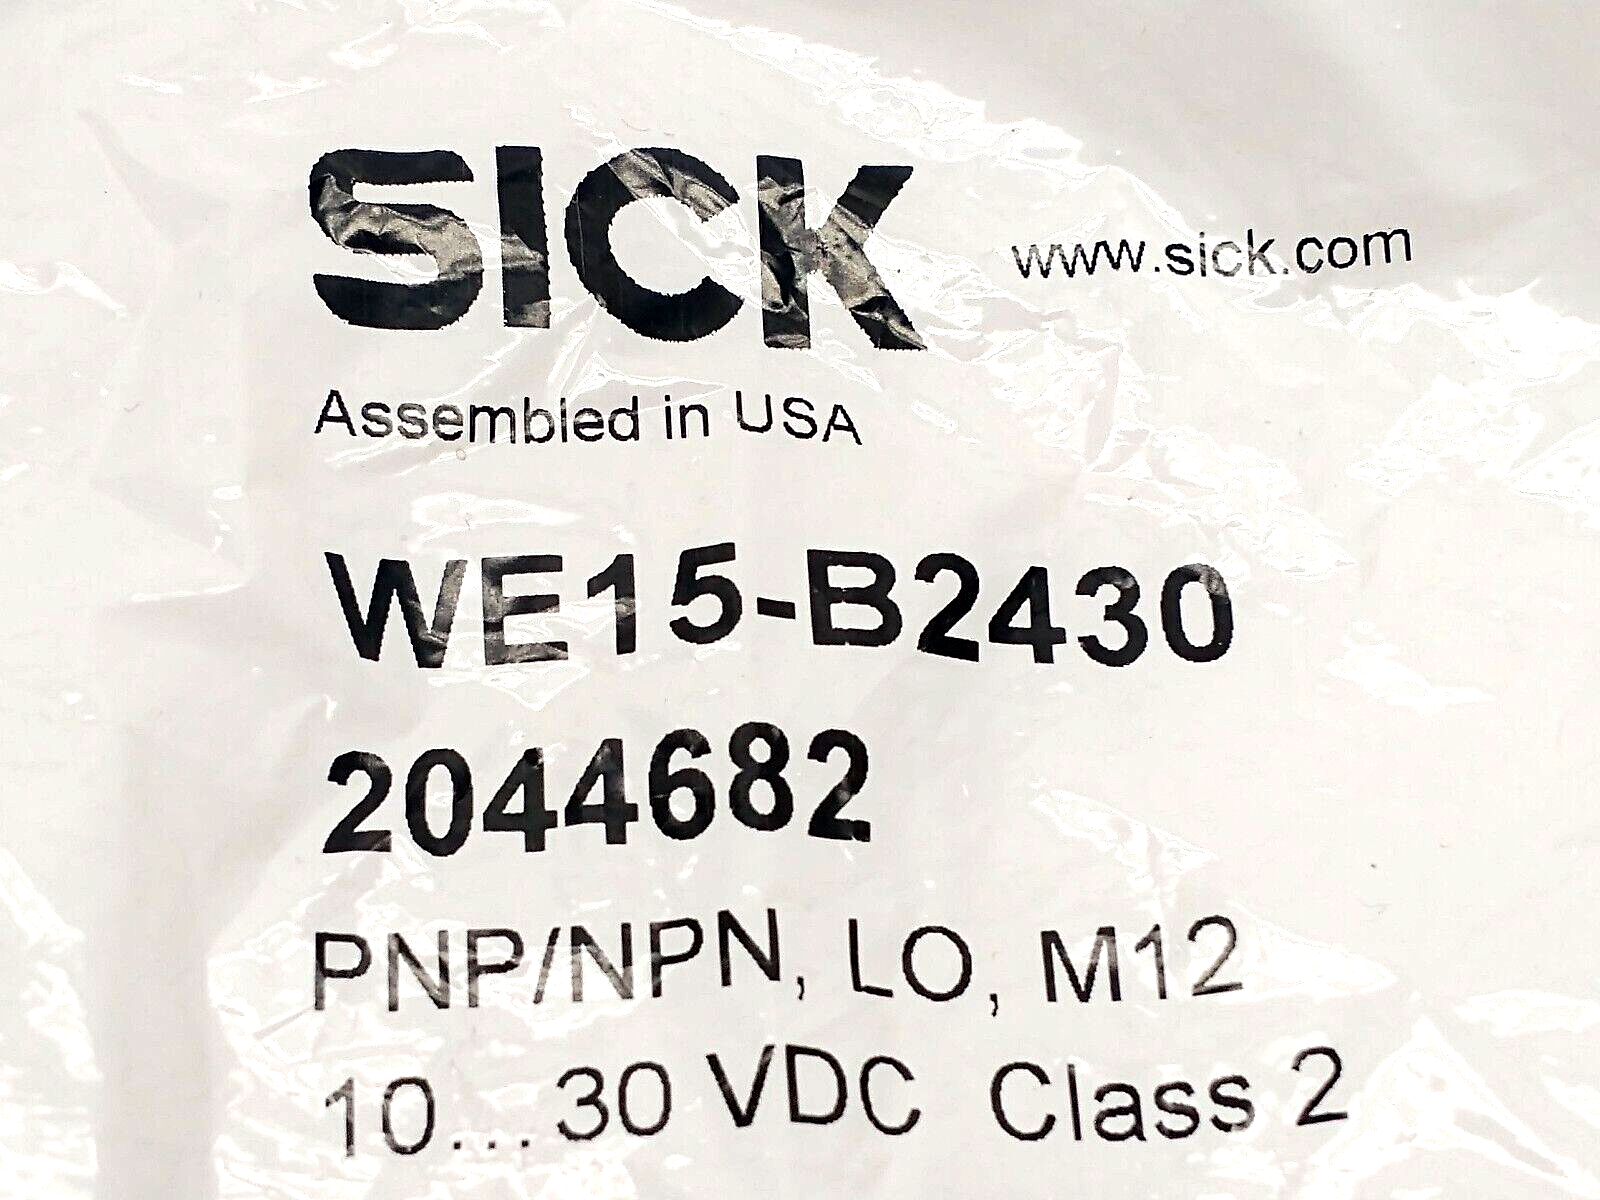 SICK
www.sick.com
Assembled in USA
WE15-B2430
2044682
PNP/NPN, LO, M12
10...30 VDC Class 2